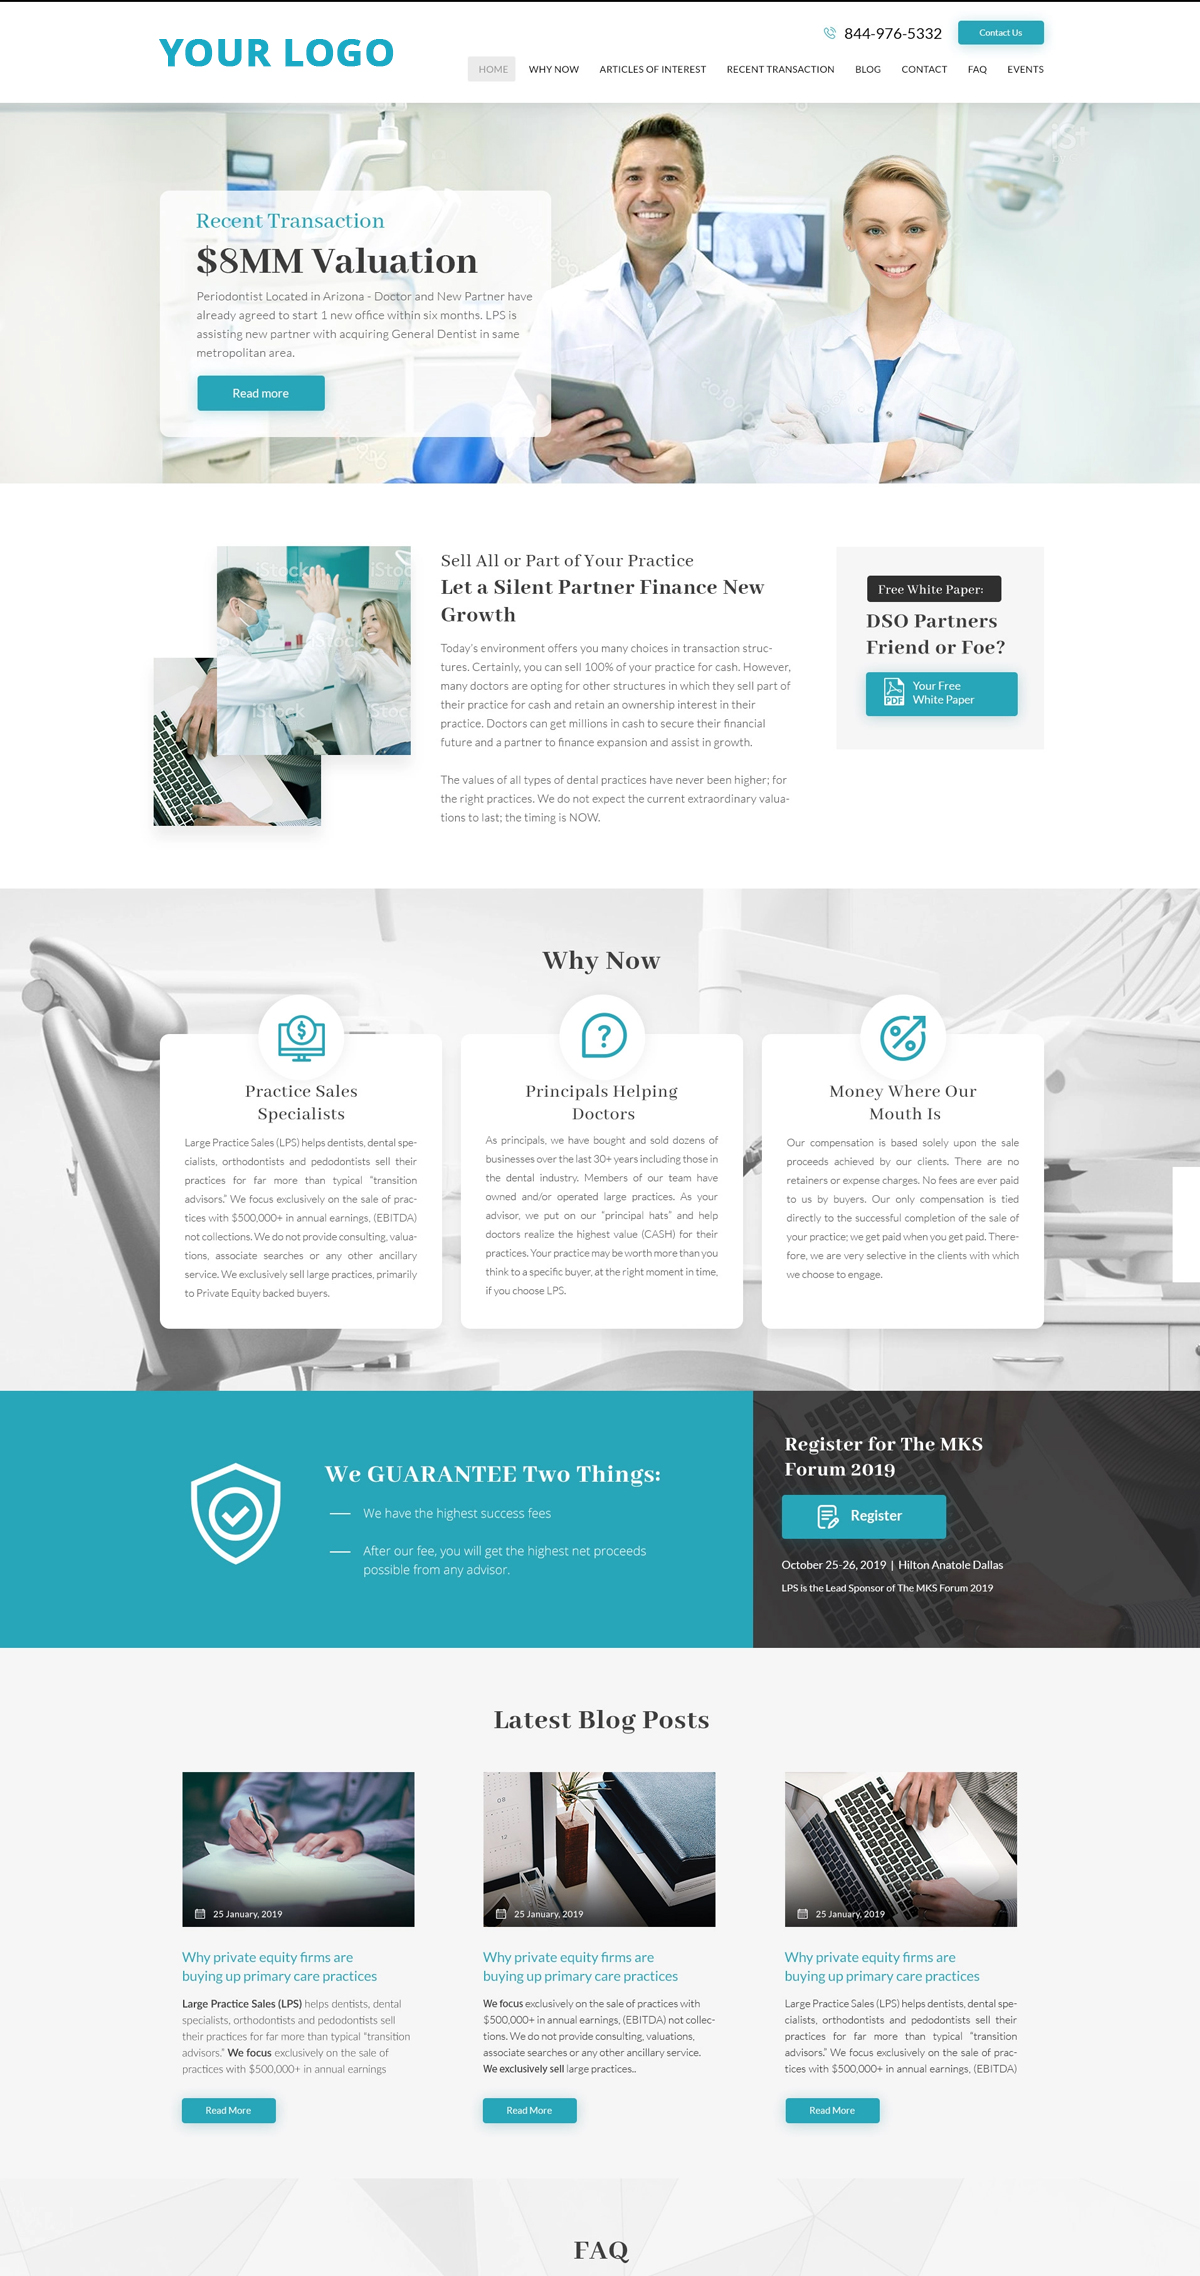 YOUR LOGO
844-976-5332
Contact Us
HOME WHY NOW ARTICLES OF INTEREST RECENT TRANSACTION BLOG CONTACT FAQ EVENTS
iS+
Recent Transaction
$8MM Valuation
Periodontist Located in Arizona - Doctor and New Partner have
already agreed to start 1 new office within six months. LPS is
assisting new partner with acquiring General Dentist in same
metropolitan area.
Read more
iStock
Sell All or Part of Your Practice
Let a Silent Partner Finance New
Growth
Today's environment offers you many choices in transaction struc-
tures. Certainly, you can sell 100% of your practice for cash. However,
many doctors are opting for other structures in which they sell part of
their practice for cash and retain an ownership interest in their
practice. Doctors can get millions in cash to secure their financial
future and a partner to finance expansion and assist in growth.
The values of all types of dental practices have never been higher; for
the right practices. We do not expect the current extraordinary valua-
tions to last; the timing is NOW.
Free White Paper:
DSO Partners
Friend or Foe?
PDF
Your Free
White Paper
Why Now
Practice Sales
Specialists
Large Practice Sales (LPS) helps dentists, dental spe-
cialists, orthodontists and pedodontists sell their
practices for far more than typical "transition
advisors." We focus exclusively on the sale of prac-
tices with $500,000+ in annual earnings, (EBITDA)
not collections. We do not provide consulting, valua-
tions, associate searches or any other ancillary
service. We exclusively sell large practices, primarily
to Private Equity backed buyers.
Principals Helping
Doctors
As principals, we have bought and sold dozens of
businesses over the last 30+ years including those in
the dental industry. Members of our team have
owned and/or operated large practices. As your
advisor, we put on our "principal hats" and help
doctors realize the highest value (CASH) for their
practices. Your practice may be worth more than you
think to a specific buyer, at the right moment in time,
if you choose LPS.
Money Where Our
Mouth Is
Our compensation is based solely upon the sale
proceeds achieved by our clients. There are no
retainers or expense charges. No fees are ever paid
to us by buyers. Our only compensation is tied
directly to the successful completion of the sale of
your practice; we get paid when you get paid. There-
fore, we are very selective in the clients with which
we choose to engage.
We GUARANTEE Two Things:
We have the highest success fees
After our fee, you will get the highest net proceeds
possible from any advisor.
Register for The MKS
Forum 2019
Register
October 25-26, 2019 | Hilton Anatole Dallas
LPS is the Lead Sponsor of The MKS Forum 2019
Latest Blog Posts
25 January, 2019
Why private equity firms are
buying up primary care practices
Large Practice Sales (LPS) helps dentists, dental
specialists, orthodontists and pedodontists sell
their practices for far more than typical "transition
advisors." We focus exclusively on the sale of
practices with $500,000+ in annual earnings
Read More
08
12
25 January, 2019
Why private equity firms are
buying up primary care practices
We focus exclusively on the sale of practices with
$500,000+ in annual earnings, (EBITDA) not collec-
tions. We do not provide consulting, valuations,
associate searches or any other ancillary service.
We exclusively sell large practices..
Read More
25 January, 2019
Why private equity firms are
buying up primary care practices
Large Practice Sales (LPS) helps dentists, dental spe-
cialists, orthodontists and pedodontists sell their
practices for far more than typical "transition
advisors." We focus exclusively on the sale of prac-
tices with $500,000+ in annual earnings, (EBITDA)
Read More
FAQ